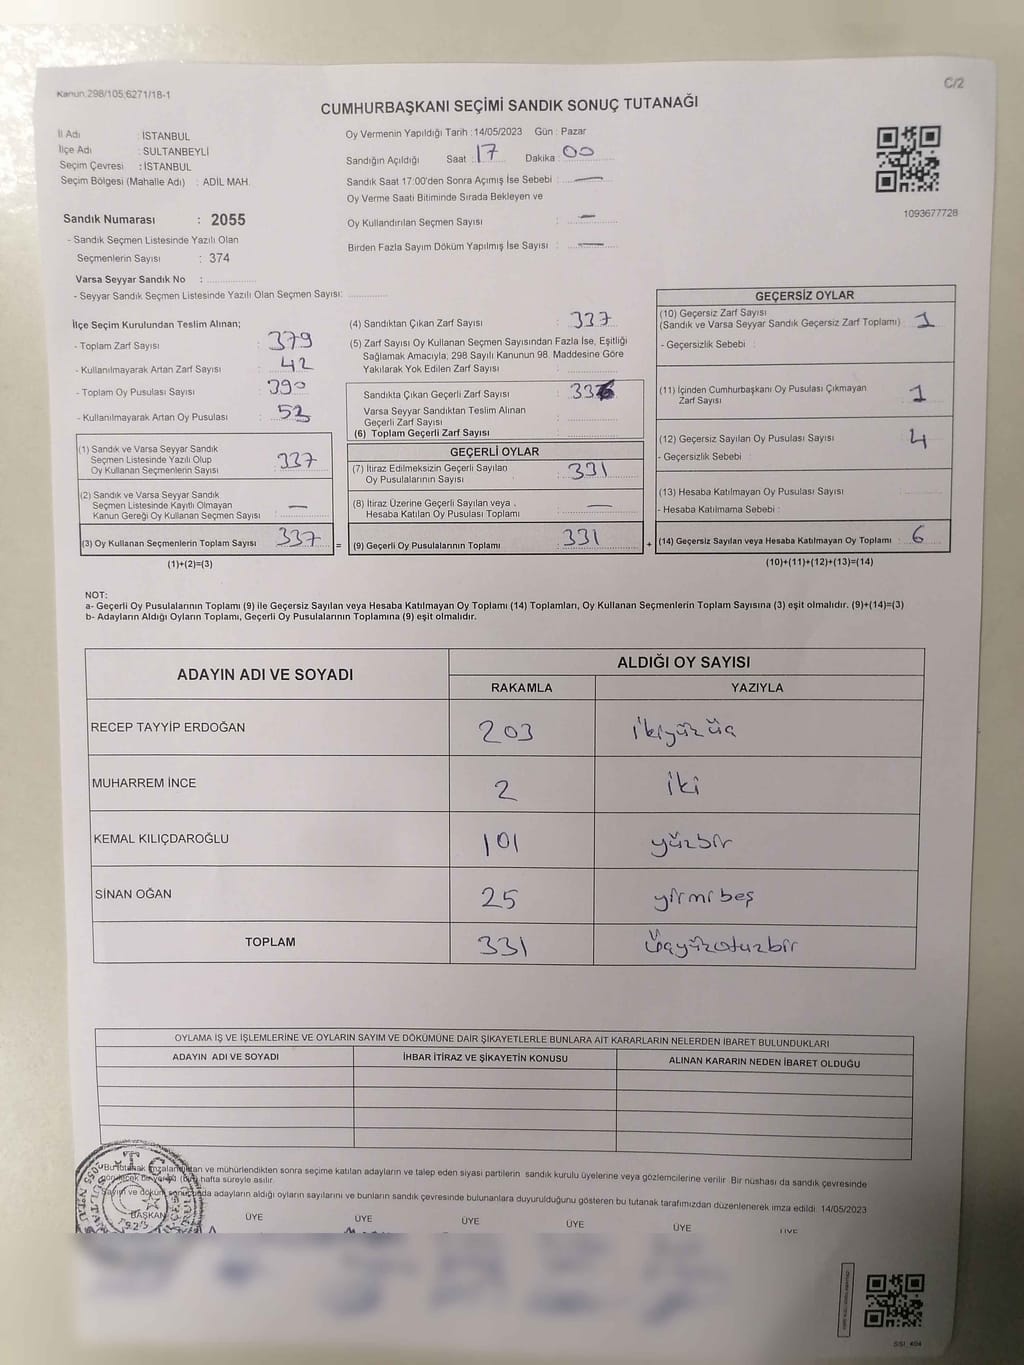 Kanun.298/105;6271/18-1
C/2
CUMHURBAŞKANI SEÇİMİ SANDIK SONUÇ TUTANAĞI
İl Adı : İSTANBUL
İlçe Adı : SULTANBEYLİ
Seçim Çevresi : İSTANBUL
Seçim Bölgesi (Mahalle Adı) : ADİL MAH.
Oy Vermenin Yapıldığı Tarih : 14/05/2023 Gün : Pazar
Sandığın Açıldığı Saat : 17 Dakika : 00
Sandık Saat 17:00'den Sonra Açımış İse Sebebi : —
Oy Verme Saati Bitiminde Sırada Bekleyen ve
Oy Kullandırılan Seçmen Sayısı : —
Birden Fazla Sayım Döküm Yapılmış İse Sayısı : —
1093677728
Sandık Numarası : 2055
- Sandık Seçmen Listesinde Yazılı Olan
Seçmenlerin Sayısı : 374
Varsa Seyyar Sandık No :
- Seyyar Sandık Seçmen Listesinde Yazılı Olan Seçmen Sayısı:
İlçe Seçim Kurulundan Teslim Alınan;
- Toplam Zarf Sayısı : 379
- Kullanılmayarak Artan Zarf Sayısı : 42
- Toplam Oy Pusulası Sayısı : 390
- Kullanılmayarak Artan Oy Pusulası : 53
(1) Sandık ve Varsa Seyyar Sandık
Seçmen Listesinde Yazılı Olup
Oy Kullanan Seçmenlerin Sayısı : 337
(2) Sandık ve Varsa Seyyar Sandık
Seçmen Listesinde Kayıtlı Olmayan
Kanun Gereği Oy Kullanan Seçmen Sayısı : —
(3) Oy Kullanan Seçmenlerin Toplam Sayısı : 337 =
(1)+(2)=(3)
(4) Sandıktan Çıkan Zarf Sayısı : 337
(5) Zarf Sayısı Oy Kullanan Seçmen Sayısından Fazla İse, Eşitliği
Sağlamak Amacıyla, 298 Sayılı Kanunun 98. Maddesine Göre
Yakılarak Yok Edilen Zarf Sayısı :
Sandıkta Çıkan Geçerli Zarf Sayısı : 336
Varsa Seyyar Sandıktan Teslim Alınan
Geçerli Zarf Sayısı :
(6) Toplam Geçerli Zarf Sayısı :
GEÇERLİ OYLAR
(7) İtiraz Edilmeksizin Geçerli Sayılan
Oy Pusulalarının Sayısı : 331
(8) İtiraz Üzerine Geçerli Sayılan veya
Hesaba Katılan Oy Pusulası Toplamı : —
(9) Geçerli Oy Pusulalarının Toplamı : 331 +
GEÇERSİZ OYLAR
(10) Geçersiz Zarf Sayısı
(Sandık ve Varsa Seyyar Sandık Geçersiz Zarf Toplamı) : 1
- Geçersizlik Sebebi :
(11) İçinden Cumhurbaşkanı Oy Pusulası Çıkmayan
Zarf Sayısı : 1
(12) Geçersiz Sayılan Oy Pusulası Sayısı : 4
- Geçersizlik Sebebi :
(13) Hesaba Katılmayan Oy Pusulası Sayısı :
- Hesaba Katılmama Sebebi :
(14) Geçersiz Sayılan veya Hesaba Katılmayan Oy Toplamı : 6
(10)+(11)+(12)+(13)=(14)
NOT:
a- Geçerli Oy Pusulalarının Toplamı (9) ile Geçersiz Sayılan veya Hesaba Katılmayan Oy Toplamı (14) Toplamları, Oy Kullanan Seçmenlerin Toplam Sayısına (3) eşit olmalıdır. (9)+(14)=(3)
b- Adayların Aldığı Oyların Toplamı, Geçerli Oy Pusulalarının Toplamına (9) eşit olmalıdır.
ADAYIN ADI VE SOYADI
ALDIĞI OY SAYISI
RAKAMLA YAZIYLA
RECEP TAYYİP ERDOĞAN 203 ikiyüzüç
MUHARREM İNCE 2 iki
KEMAL KILIÇDAROĞLU 101 yüzbir
SİNAN OĞAN 25 yirmibeş
TOPLAM 331 Üçyüzotuzbir
OYLAMA İŞ VE İŞLEMLERİNE VE OYLARIN SAYIM VE DÖKÜMÜNE DAİR ŞİKAYETLERLE BUNLARA AİT KARARLARIN NELERDEN İBARET BULUNDUKLARI
ADAYIN ADI VE SOYADI İHBAR İTİRAZ VE ŞİKAYETİN KONUSU ALINAN KARARIN NEDEN İBARET OLDUĞU
Bu tutanak imzalandıktan ve mühürlendikten sonra seçime katılan adayların ve talep eden siyasi partilerin sandık kurulu üyelerine veya gözlemcilerine verilir. Bir nüshası da sandık çevresinde
hafta süreyle asılır.
Sayım ve döküm sonucunda adayların aldığı oyların sayılarını ve bunların sandık çevresinde bulunanlara duyurulduğunu gösteren bu tutanak tarafımızdan düzenlenerek imza edildi. 14/05/2023
BAŞKAN ÜYE ÜYE ÜYE ÜYE ÜYE ÜYE
T.C.